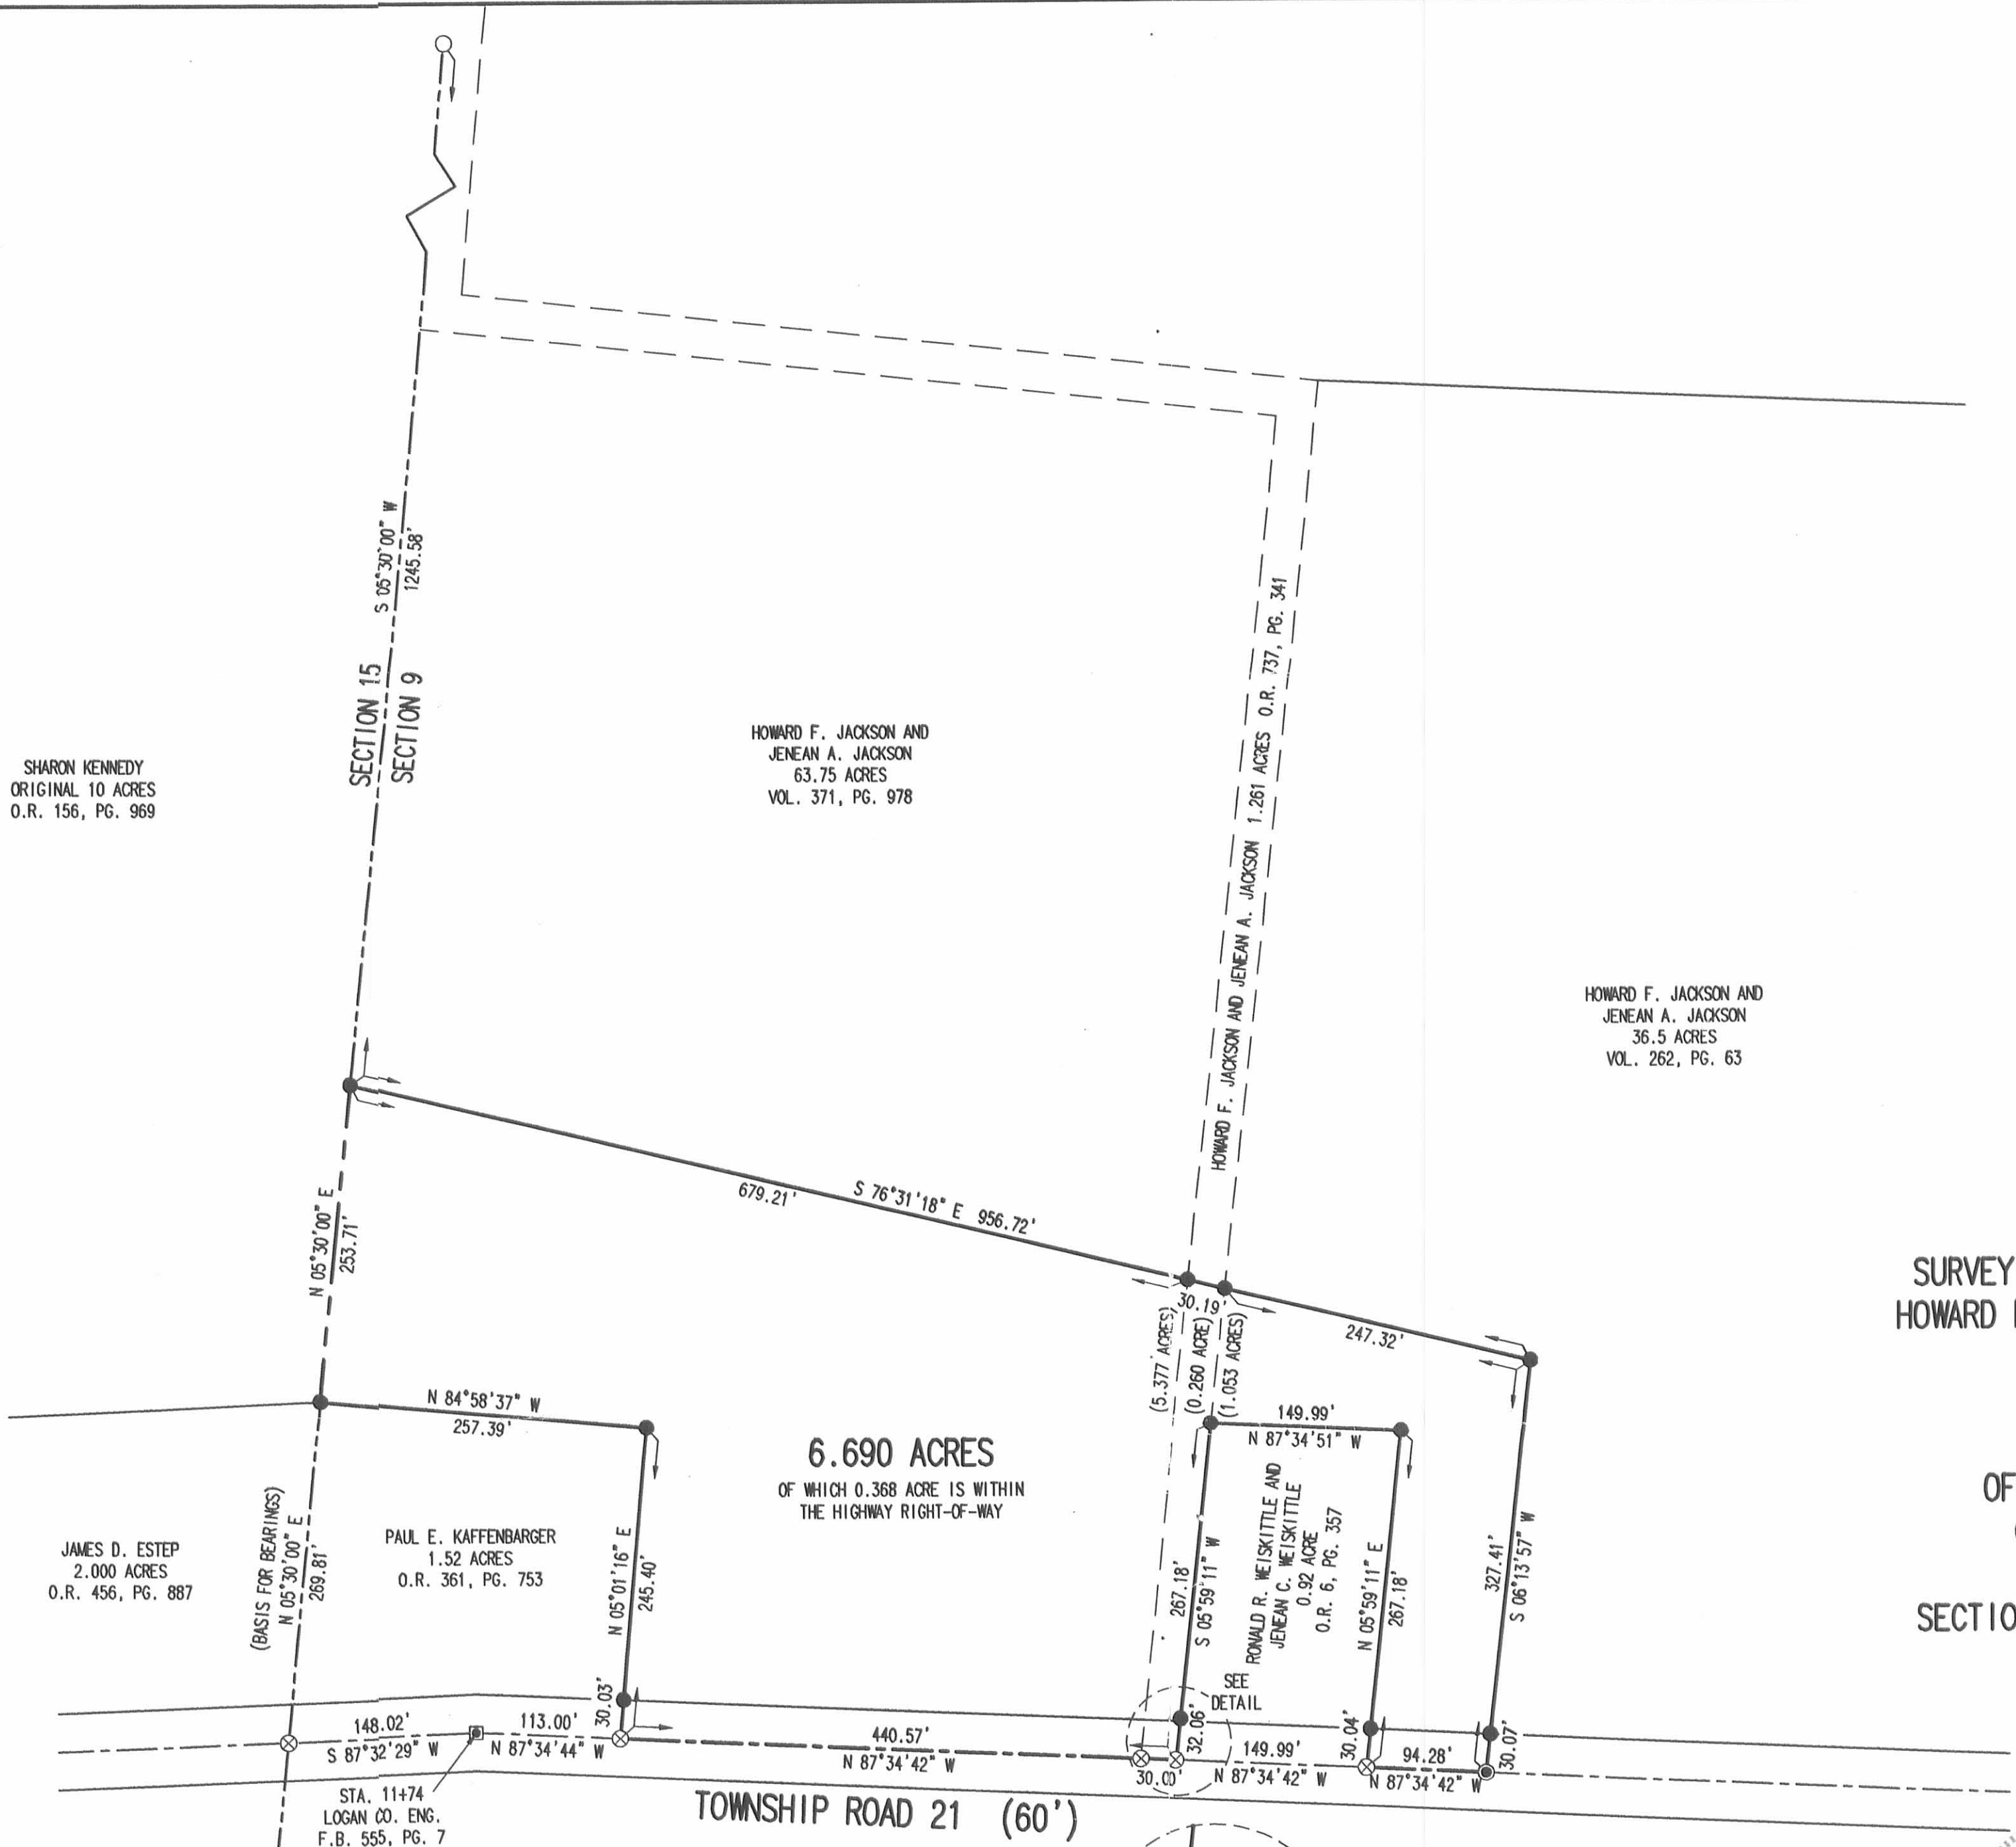 S 05°30'00" W
1245.58'
SECTION 15
SECTION 9
HOWARD F. JACKSON AND
JENEAN A. JACKSON
63.75 ACRES
VOL. 371, PG. 978
SHARON KENNEDY
ORIGINAL 10 ACRES
O.R. 156, PG. 969
HOWARD F. JACKSON AND JENEAN A. JACKSON 1.261 ACRES O.R. 737, PG. 341
HOWARD F. JACKSON AND
JENEAN A. JACKSON
36.5 ACRES
VOL. 262, PG. 63
N 05°30'00" E
253.71'
679.21'
S 76°31'18" E 956.72'
30.19'
247.32'
(5.377 ACRES)
(0.260 ACRE)
(1.053 ACRES)
SURVEY
HOWARD
N 84°58'37" W
257.39'
149.99'
N 87°34'51" W
6.690 ACRES
OF WHICH 0.368 ACRE IS WITHIN
THE HIGHWAY RIGHT-OF-WAY
OF
JAMES D. ESTEP
2.000 ACRES
O.R. 456, PG. 887
(BASIS FOR BEARINGS)
N 05°30'00" E
269.81'
PAUL E. KAFFENBARGER
1.52 ACRES
O.R. 361, PG. 753
N 05°01'16" E
245.40'
267.18'
S 05°59'11" W
RONALD R. WEISKITTLE AND
JENEAN C. WEISKITTLE
0.92 ACRE
O.R. 6, PG. 357
N 05°59'11" E
267.18'
327.41'
S 06°13'57" W
SECTIO
SEE
DETAIL
148.02'
S 87°32'29" W
113.00'
N 87°34'44" W
30.03'
440.57'
N 87°34'42" W
30.00'
32.06'
149.99'
N 87°34'42" W
30.04'
94.28'
N 87°34'42" W
30.07'
STA. 11+74
LOGAN CO. ENG.
F.B. 555, PG. 7
TOWNSHIP ROAD 21 (60')